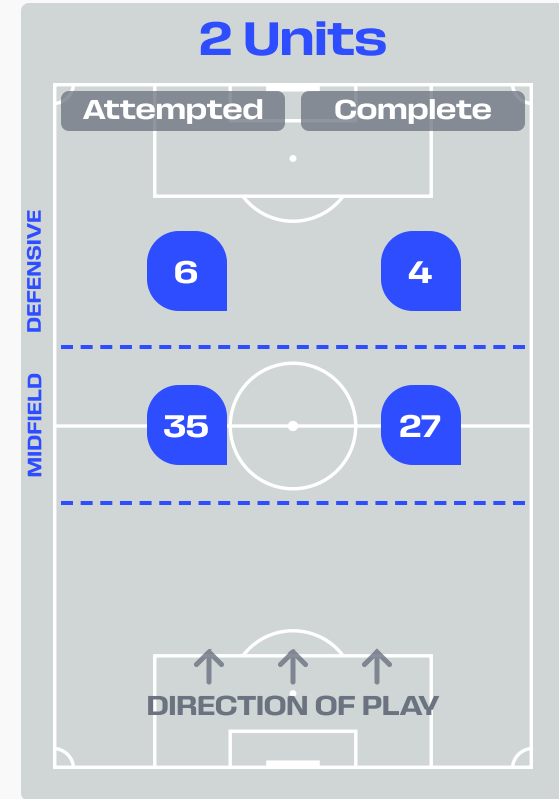 2 Units
Attempted Complete
DEFENSIVE
6 4
MIDFIELD
35 27
DIRECTION OF PLAY